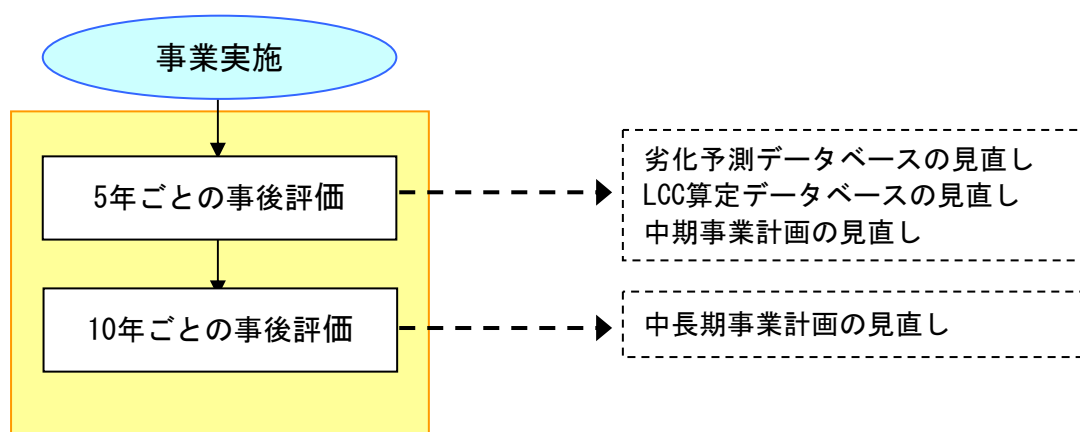 事業実施
5年ごとの事後評価
劣化予測データベースの見直し
LCC算定データベースの見直し
中期事業計画の見直し
10年ごとの事後評価
中長期事業計画の見直し